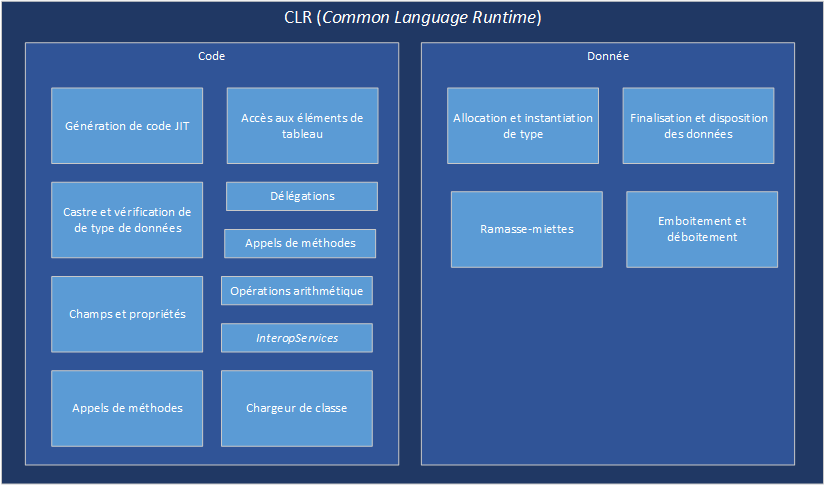 CLR (Common Language Runtime)
Code
Génération de code JIT
Accès aux éléments de
tableau
Castre et vérification de
de type de données
Délégations
Appels de méthodes
Champs et propriétés
Opérations arithmétique
InteropServices
Appels de méthodes
Chargeur de classe
Donnée
Allocation et instantiation
de type
Finalisation et disposition
des données
Ramasse-miettes
Emboitement et
déboitement